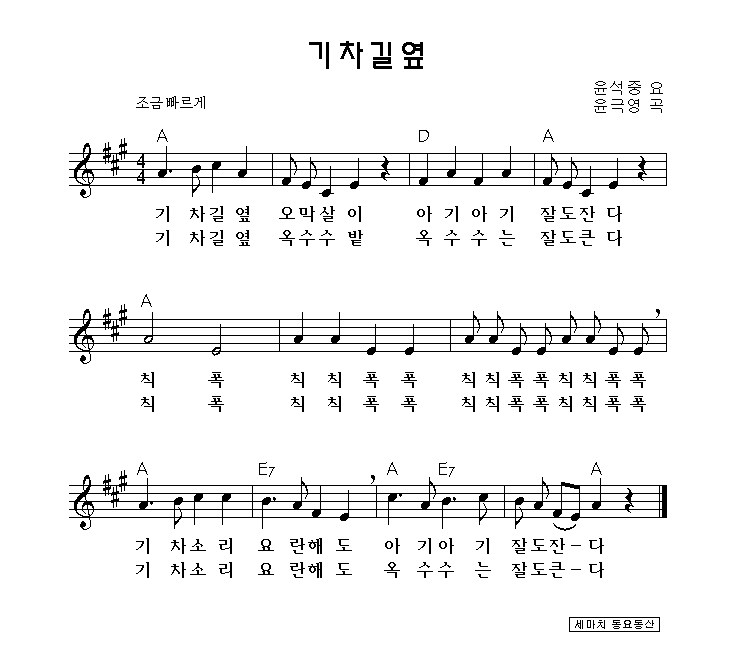 기차길옆
윤석중 요
조금빠르게
윤극영 곡
A D A
4
4
기 차길 옆 오막살 이 아 기 아 기 잘도잔 다
기 차길 옆 옥수수 밭 옥 수 수 는 잘도큰 다
A
칙 폭 칙 칙 폭 폭 칙칙폭폭칙칙폭폭
칙 폭 칙 칙 폭 폭 칙칙폭폭칙칙폭폭
A E7 A E7 A
기 차소 리 요 란해 도 아 기아 기 잘도잔-다
기 차소 리 요 란해 도 옥 수수 는 잘도큰-다
세마치 동요동산